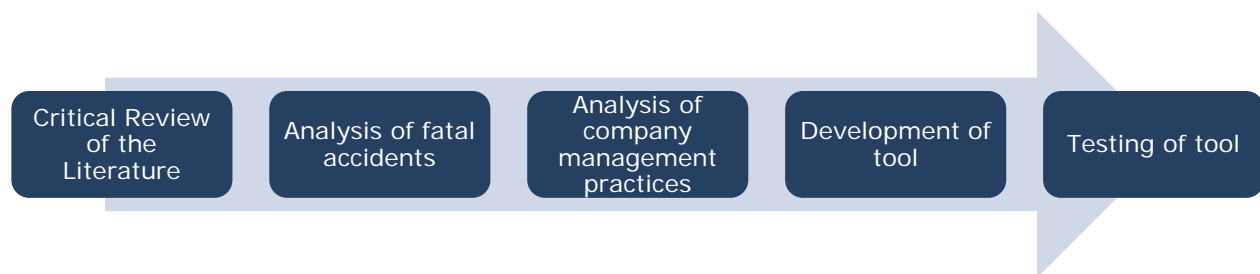 Critical Review
of the
Literature
Analysis of fatal
accidents
Analysis of
company
management
practices
Development of
tool
Testing of tool